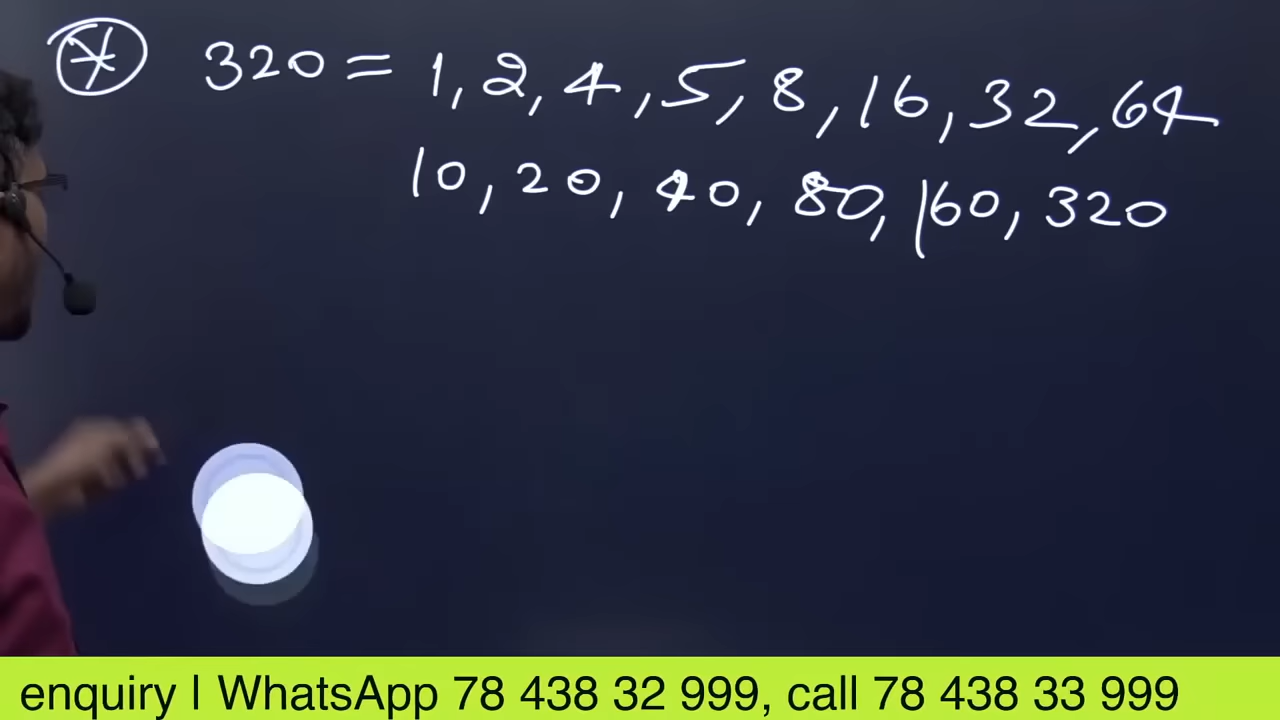 * 320 = 1, 2, 4, 5, 8, 16, 32, 64
10, 20, 40, 80, 160, 320
enquiry | WhatsApp 78 438 32 999, call 78 438 33 999